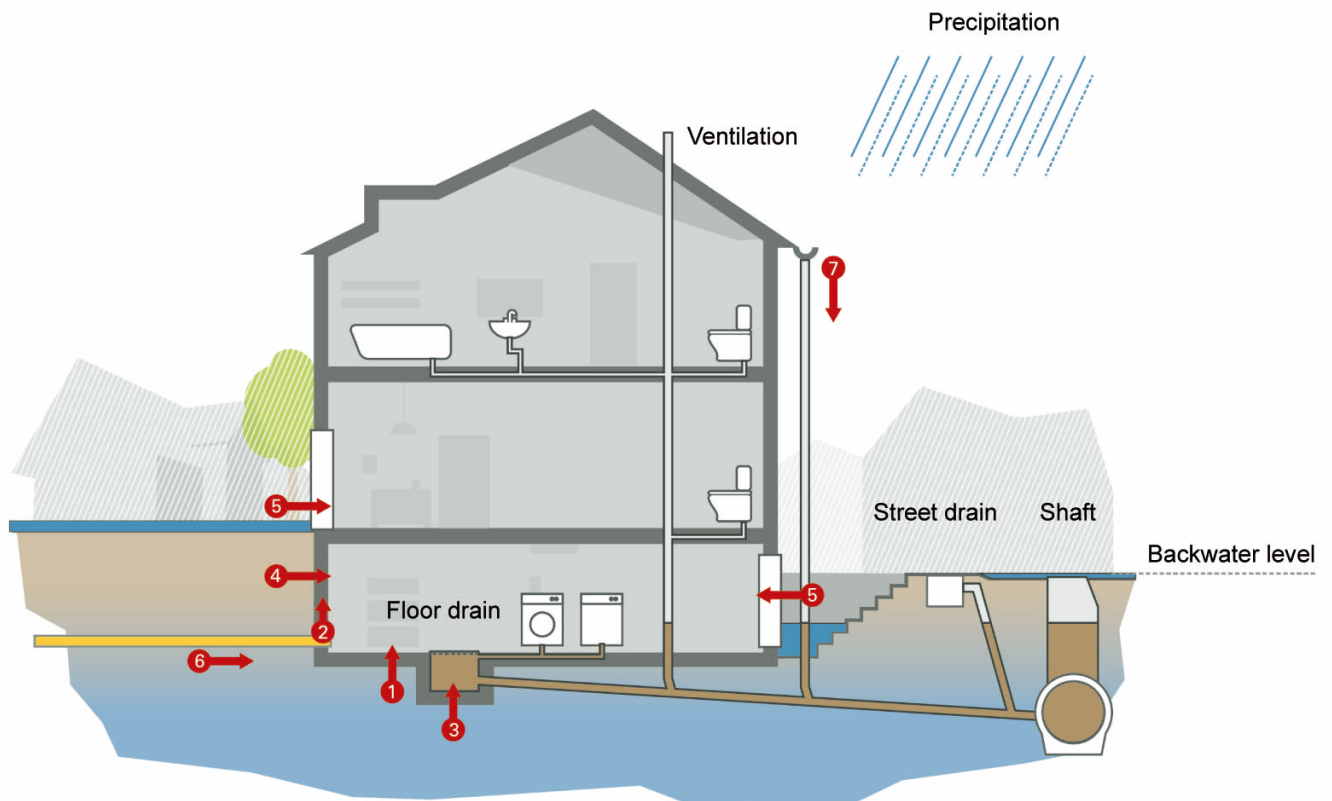 Precipitation
Ventilation
7
5
Street drain
Shaft
Backwater level
4
5
Floor drain
2
6
1
3